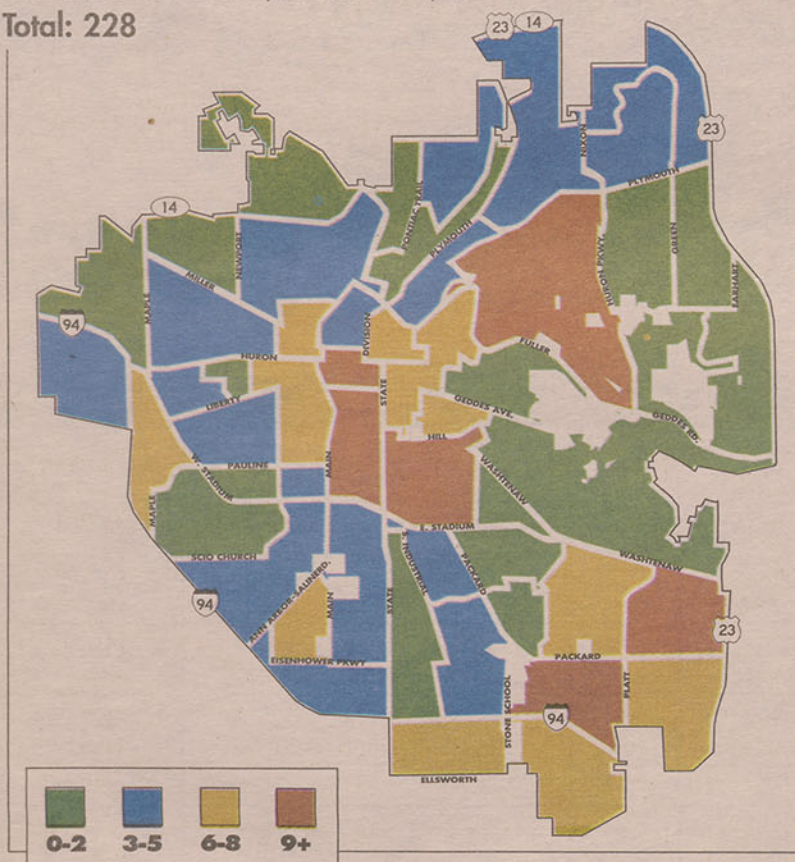 Total: 228
23
14
23
NIXON
PLYMOUTH
PONTIAC TRAIL
PLYMOUTH
GREEN
HURON PKWY.
EARHART
14
NEWPORT
MILLER
MAPLE
94
DIVISION
HURON
FULLER
STATE
LIBERTY
GEDDES AVE.
GEDDES RD.
HILL
MAIN
PAULINE
W. STADIUM
WASHTENAW
MAPLE
E. STADIUM
SCIO CHURCH
S. INDUSTRIAL
PACKARD
WASHTENAW
94
ANN ARBOR-SALINE RD.
MAIN
STATE
23
EISENHOWER PKWY
PACKARD
PLATT
STONE SCHOOL
94
ELLSWORTH
0-2
3-5
6-8
9+